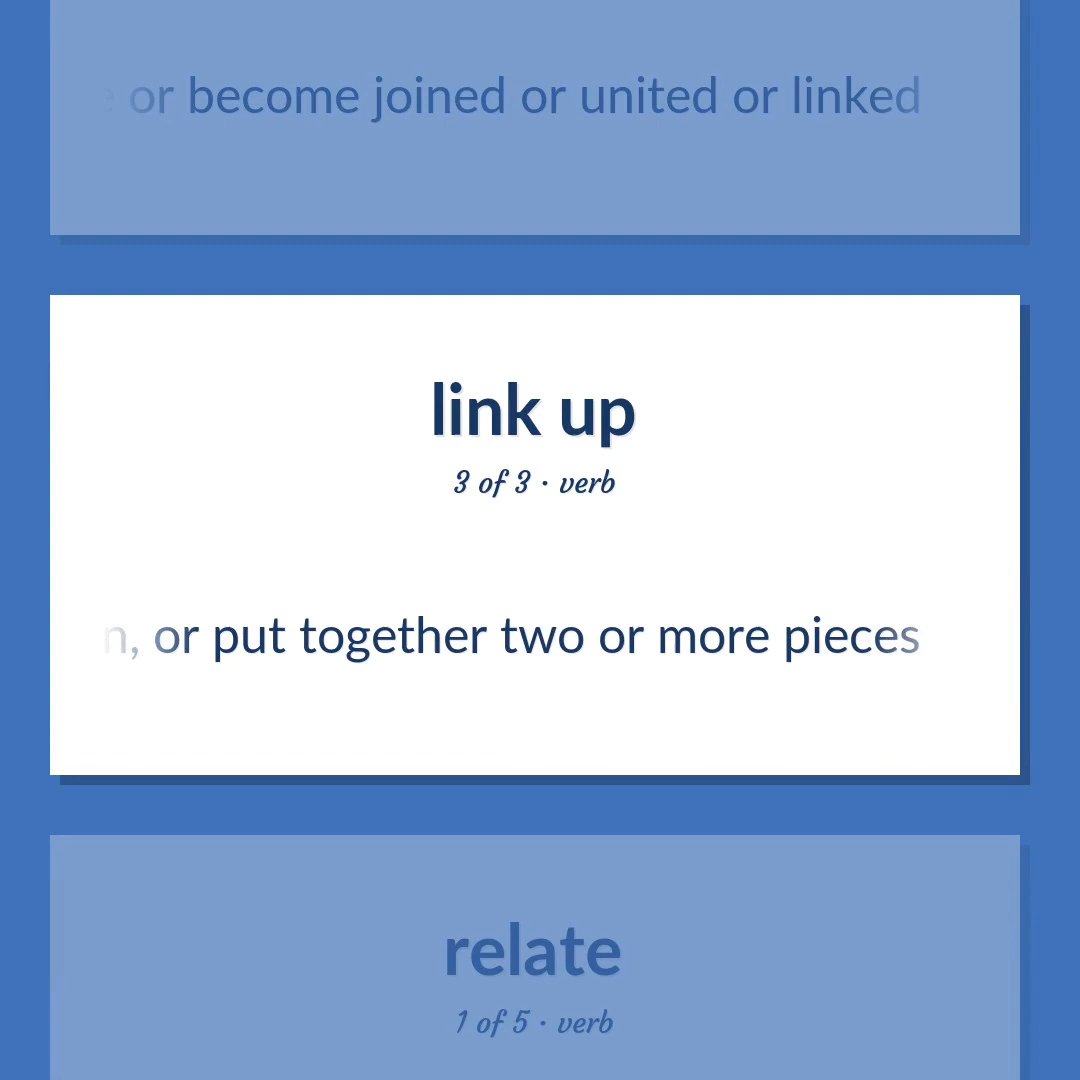 or become joined or united or linked
link up
3 of 3 · verb
n, or put together two or more pieces
relate
1 of 5 · verb